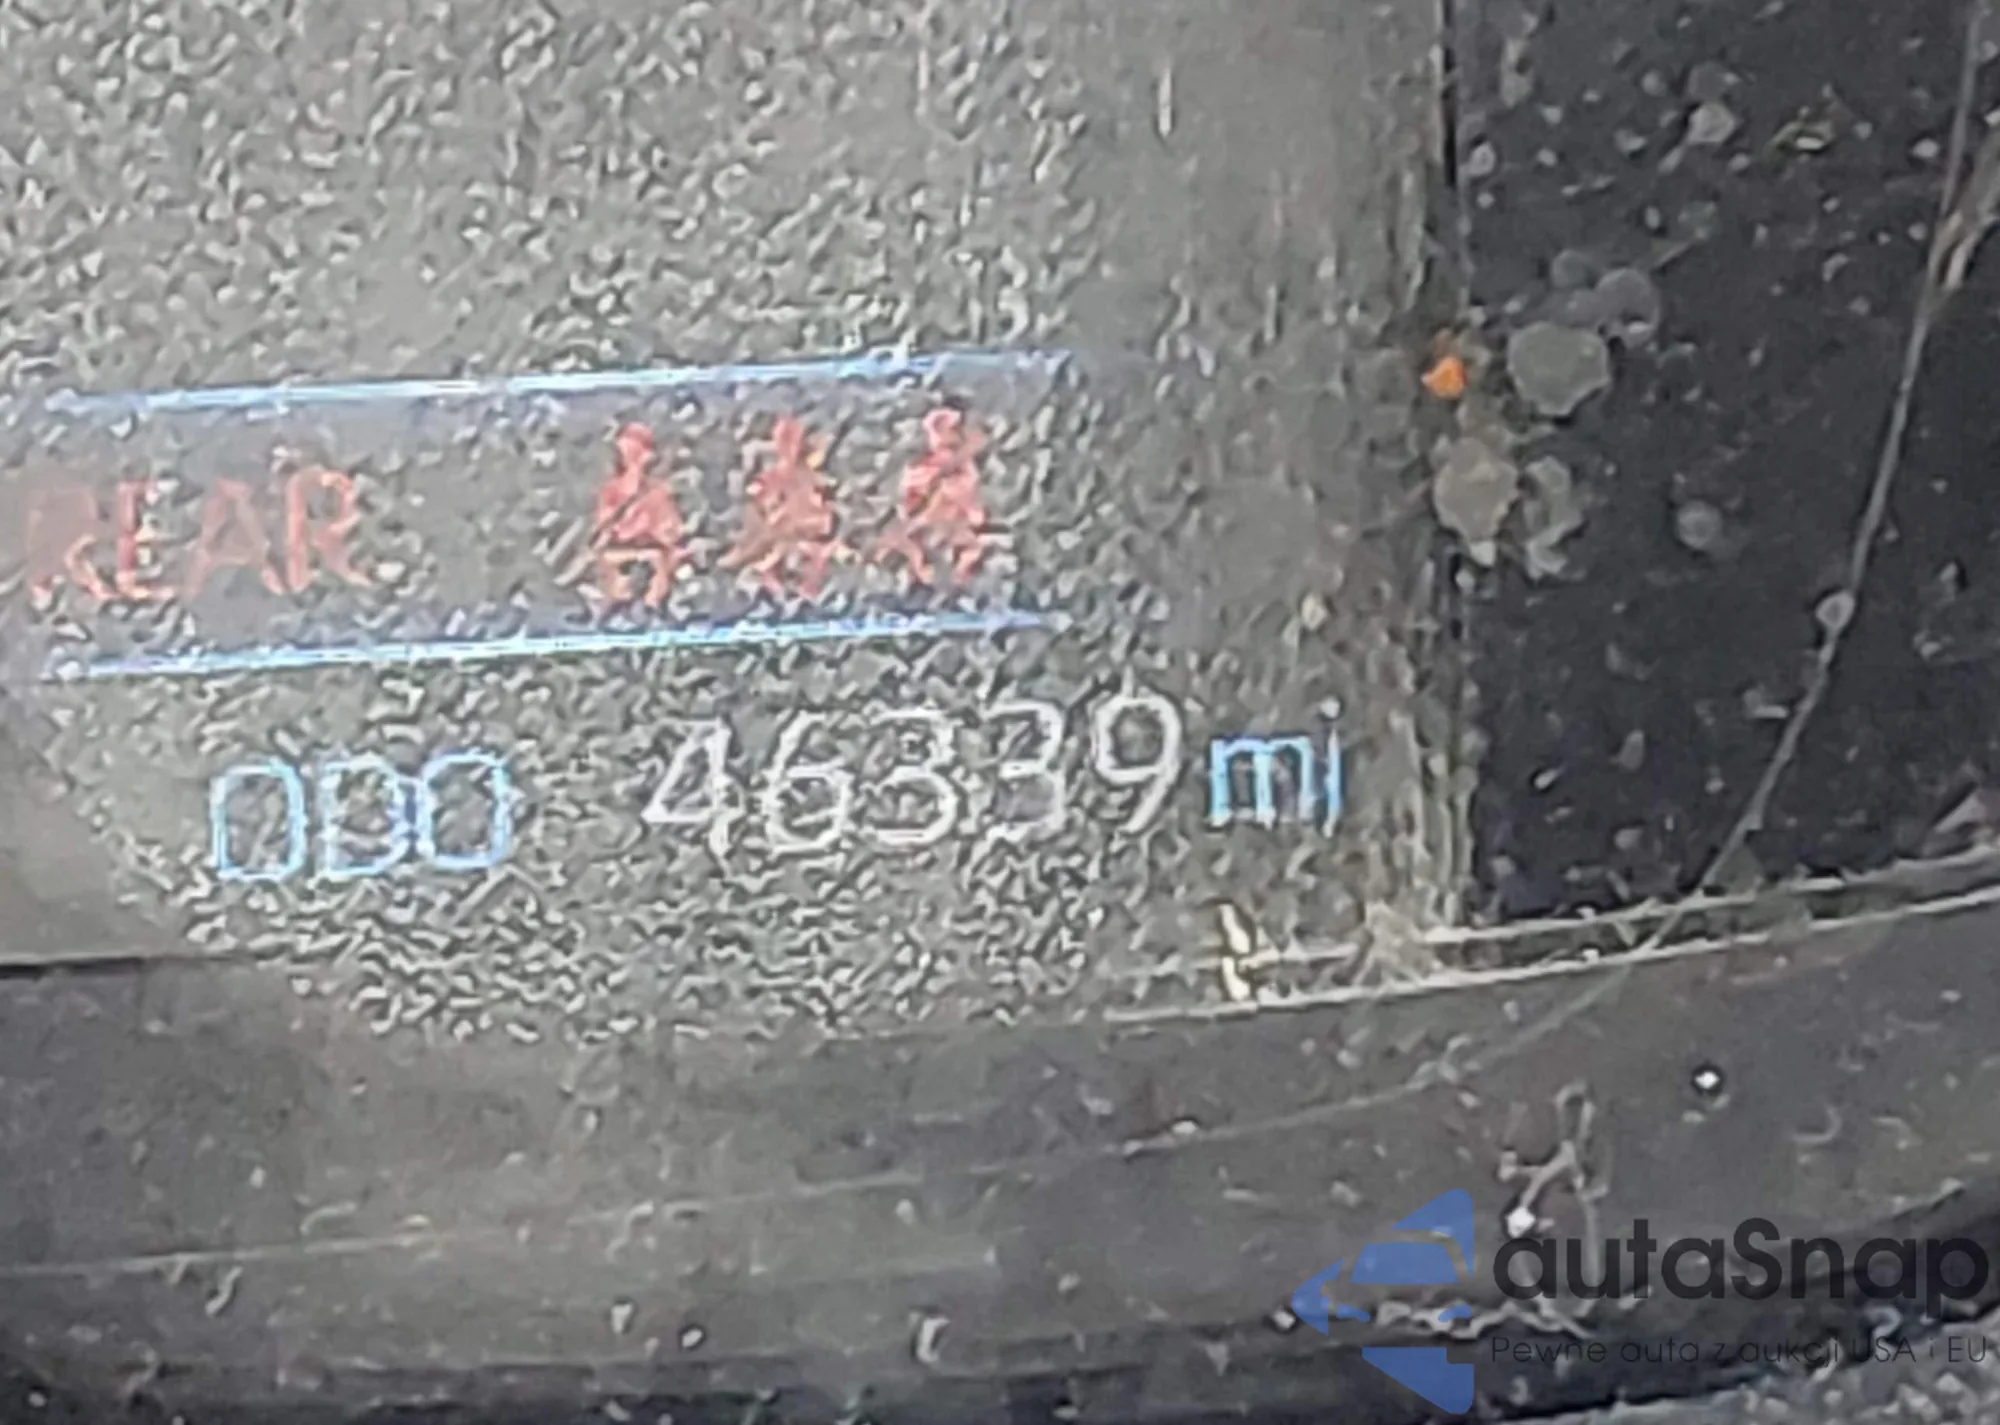 REAR
ODO 46339 mi
autaSnap
Pewne auta z aukcji USA i EU